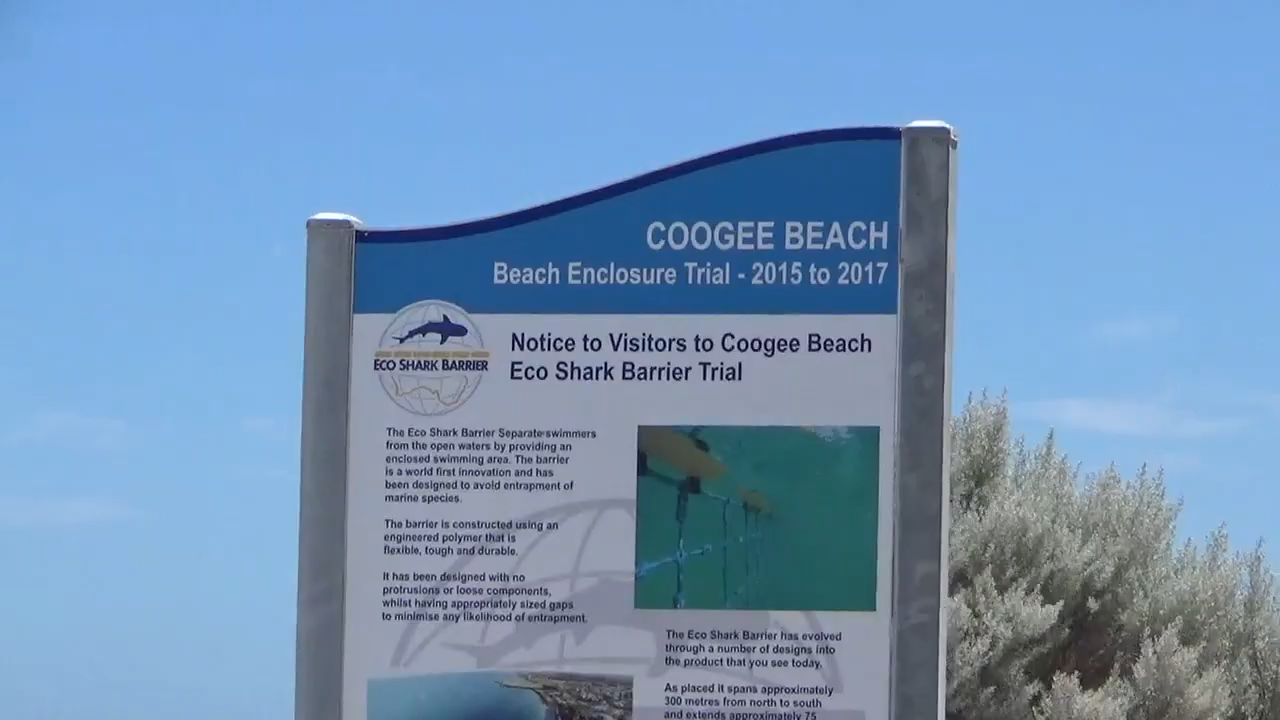 COOGEE BEACH
Beach Enclosure Trial - 2015 to 2017
ECO SHARK BARRIER
Notice to Visitors to Coogee Beach
Eco Shark Barrier Trial
The Eco Shark Barrier Separate swimmers
from the open waters by providing an
enclosed swimming area. The barrier
is a world first innovation and has
been designed to avoid entrapment of
marine species.
The barrier is constructed using an
engineered polymer that is
flexible, tough and durable.
It has been designed with no
protrusions or loose components,
whilst having appropriately sized gaps
to minimise any likelihood of entrapment.
The Eco Shark Barrier has evolved
through a number of designs into
the product that you see today.
As placed it spans approximately
300 metres from north to south
and extends approximately 75